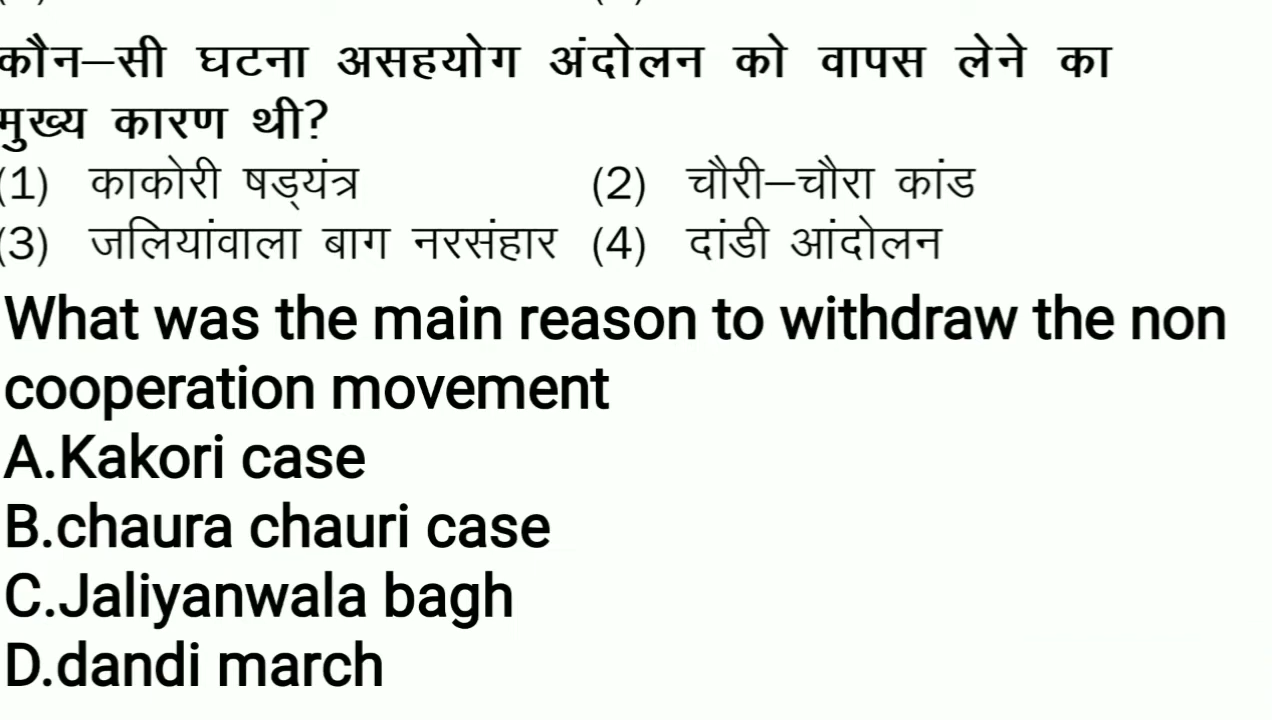 कौन–सी घटना असहयोग अंदोलन को वापस लेने का
मुख्य कारण थी?
(1) काकोरी षड्यंत्र (2) चौरी–चौरा कांड
(3) जलियांवाला बाग नरसंहार (4) दांडी आंदोलन
What was the main reason to withdraw the non
cooperation movement
A.Kakori case
B.chaura chauri case
C.Jaliyanwala bagh
D.dandi march